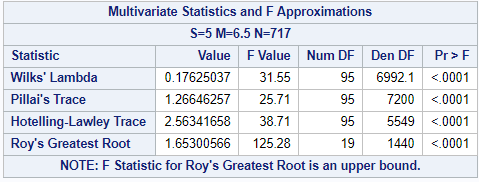 Multivariate Statistics and F Approximations
S=5 M=6.5 N=717
Statistic Value F Value Num DF Den DF Pr > F
Wilks' Lambda 0.17625037 31.55 95 6992.1 <.0001
Pillai's Trace 1.26646257 25.71 95 7200 <.0001
Hotelling-Lawley Trace 2.56341658 38.71 95 5549 <.0001
Roy's Greatest Root 1.65300566 125.28 19 1440 <.0001
NOTE: F Statistic for Roy's Greatest Root is an upper bound.